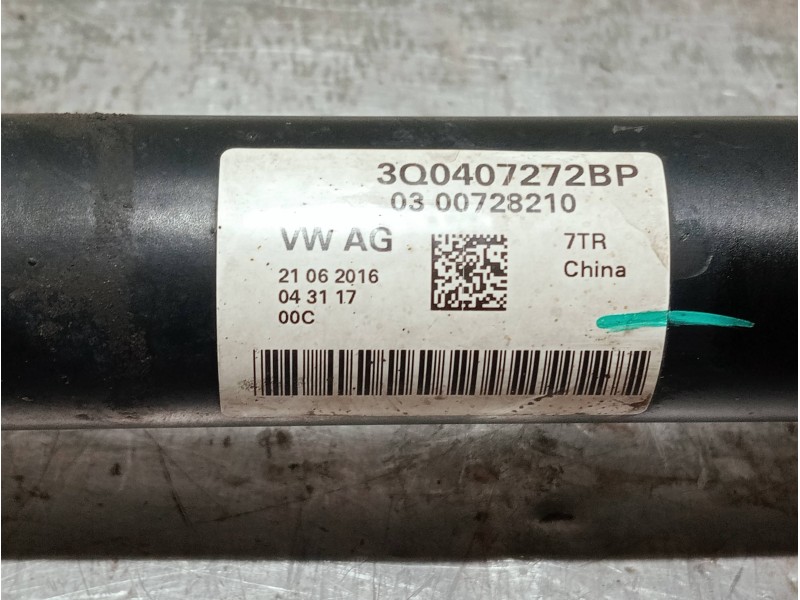 3Q0407272BP
03 00728210
VW AG
7TR
China
21 06 2016
04 31 17
00C